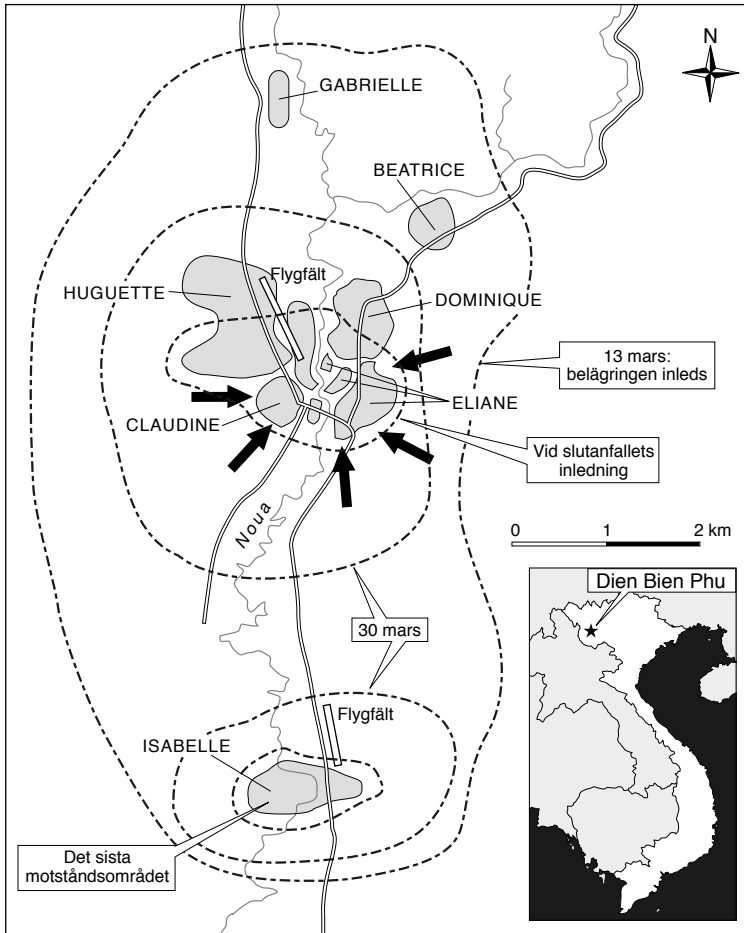 N
GABRIELLE
BEATRICE
Flygfält
HUGUETTE
DOMINIQUE
13 mars:
belägringen inleds
ELIANE
CLAUDINE
Vid slutanfallets
inledning
Noua
0 1 2 km
Dien Bien Phu
30 mars
Flygfält
ISABELLE
Det sista
motståndsområdet